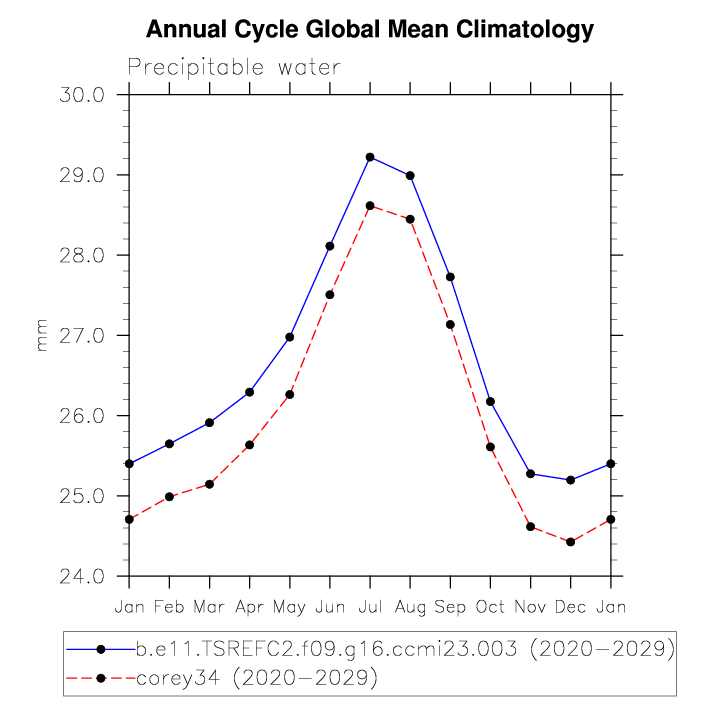 Annual Cycle Global Mean Climatology
Precipitable water
30.0
29.0
28.0
27.0
26.0
25.0
24.0
mm
Jan Feb Mar Apr May Jun Jul Aug Sep Oct Nov Dec Jan
b.e11.TSREFC2.f09.g16.ccmi23.003 (2020-2029)
corey34 (2020-2029)